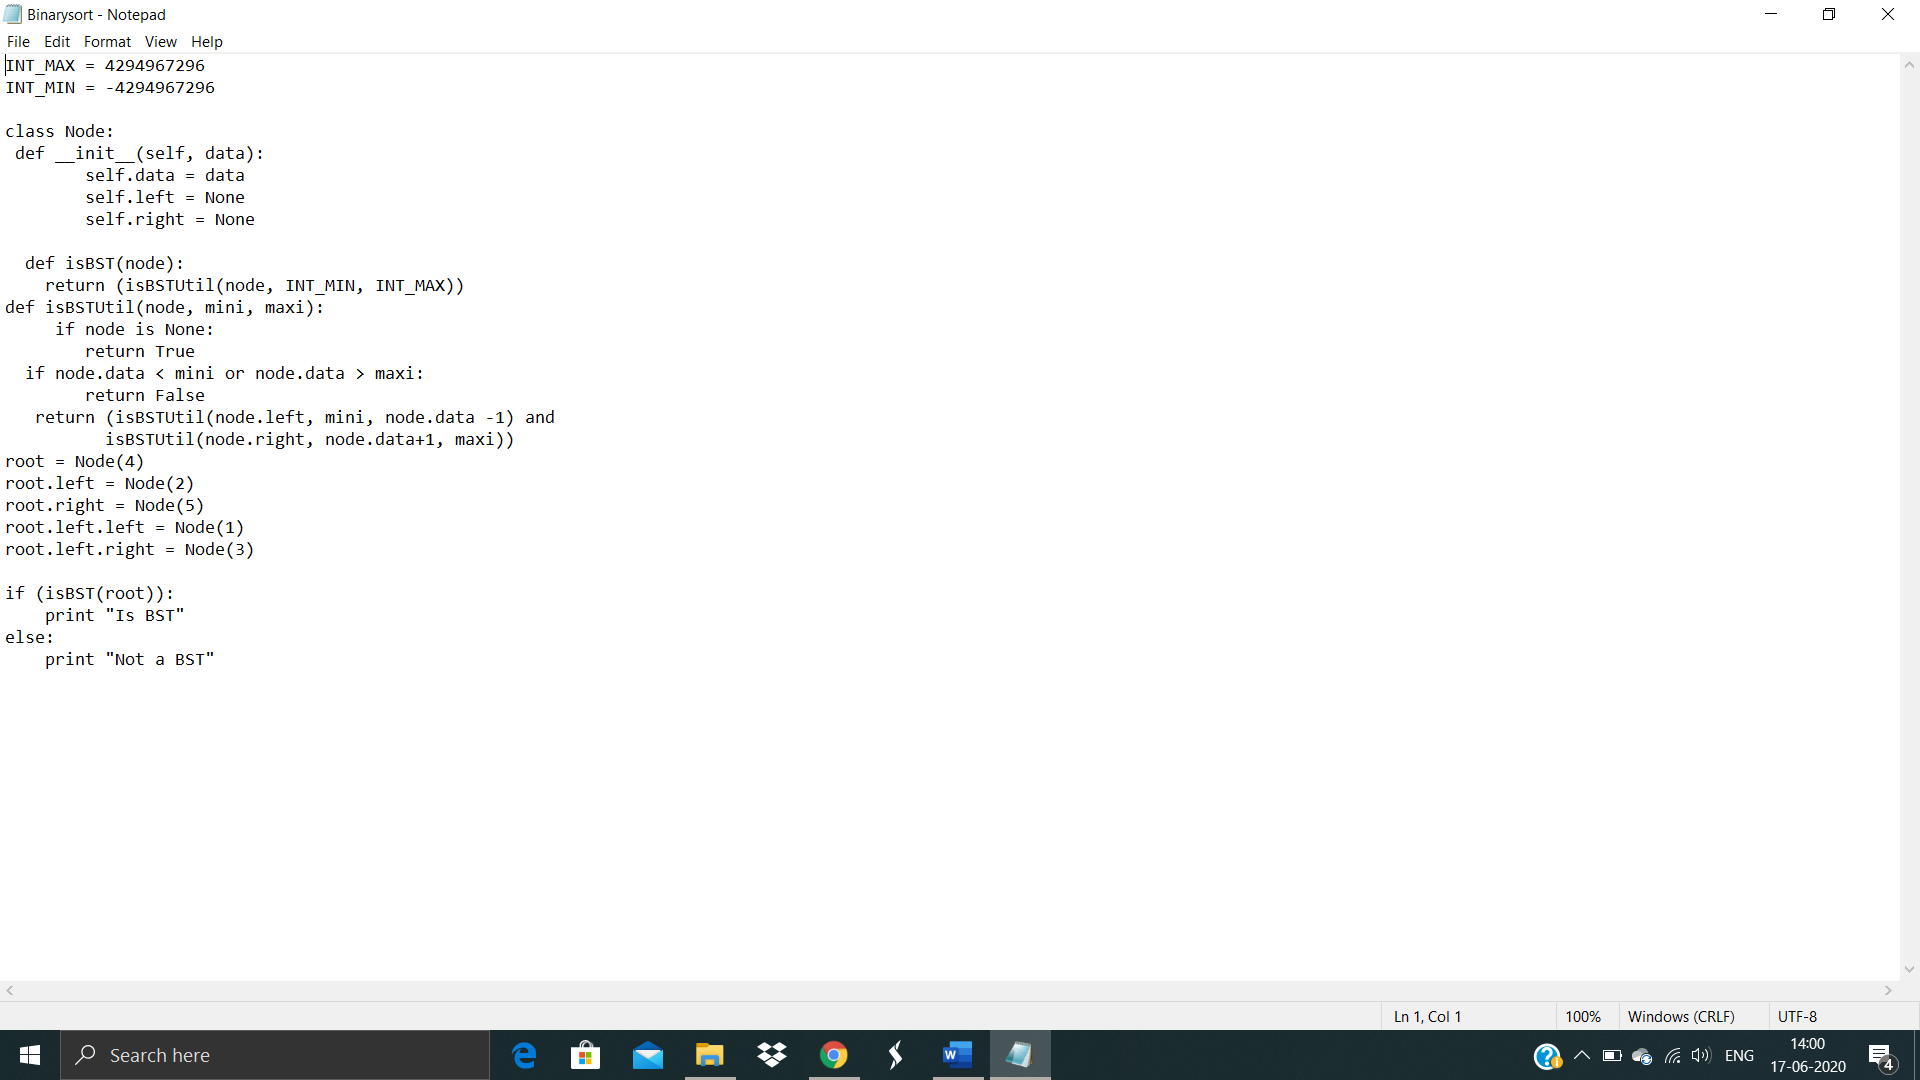 Binarysort - Notepad
File Edit Format View Help
INT_MAX = 4294967296
INT_MIN = -4294967296

class Node:
 def __init__(self, data):
        self.data = data
        self.left = None
        self.right = None

  def isBST(node):
    return (isBSTUtil(node, INT_MIN, INT_MAX))
def isBSTUtil(node, mini, maxi):
     if node is None:
        return True
  if node.data < mini or node.data > maxi:
        return False
   return (isBSTUtil(node.left, mini, node.data -1) and
          isBSTUtil(node.right, node.data+1, maxi))
root = Node(4)
root.left = Node(2)
root.right = Node(5)
root.left.left = Node(1)
root.left.right = Node(3)

if (isBST(root)):
    print "Is BST"
else:
    print "Not a BST"
Ln 1, Col 1 100% Windows (CRLF) UTF-8
Search here
ENG
14:00
17-06-2020
4